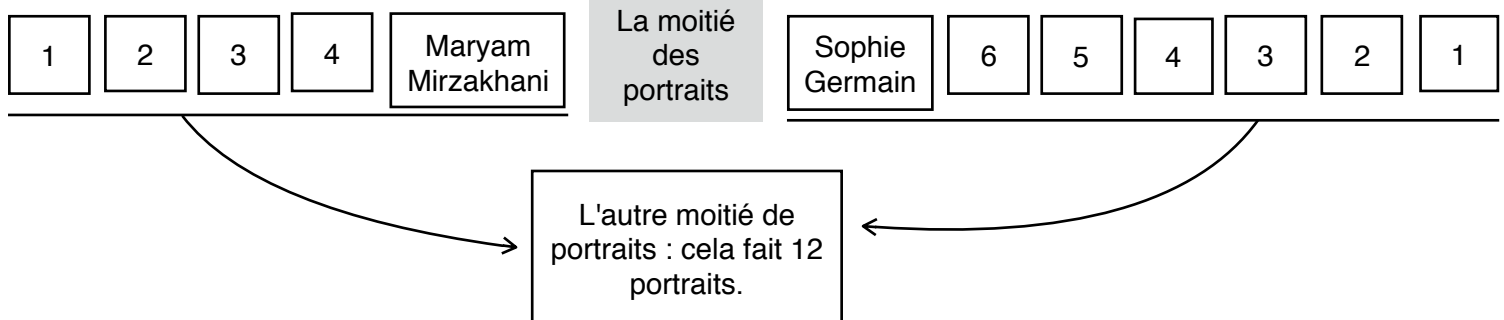 1
2
3
4
Maryam
Mirzakhani
La moitié
des
portraits
Sophie
Germain
6
5
4
3
2
1
L'autre moitié de
portraits : cela fait 12
portraits.